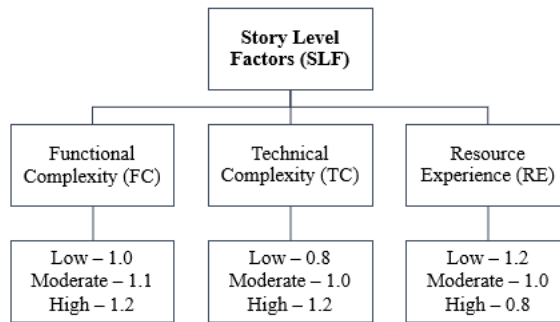 Story Level
Factors (SLF)
Functional
Complexity (FC)
Technical
Complexity (TC)
Resource
Experience (RE)
Low – 1.0
Moderate – 1.1
High – 1.2
Low – 0.8
Moderate – 1.0
High – 1.2
Low – 1.2
Moderate – 1.0
High – 0.8